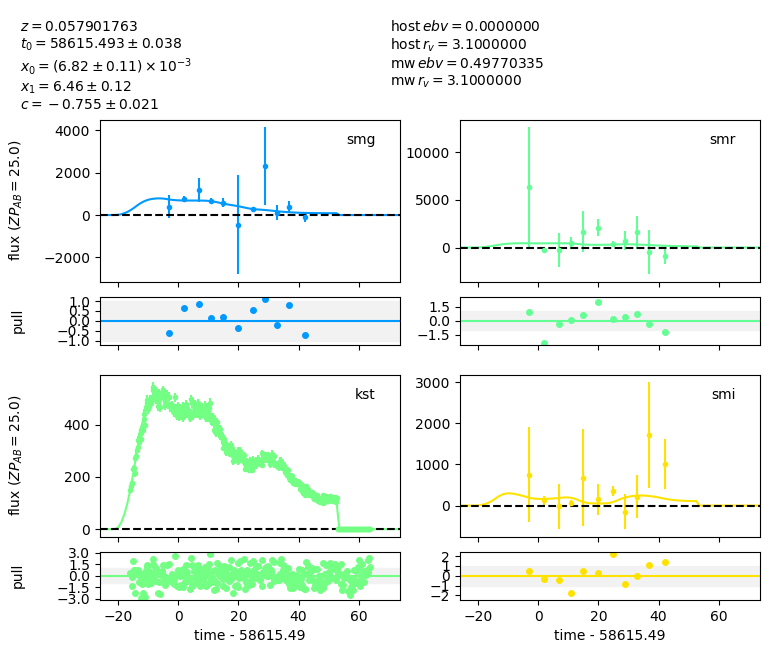 z = 0.057901763
t₀ = 58615.493 ± 0.038
x₀ = (6.82 ± 0.11) × 10⁻³
x₁ = 6.46 ± 0.12
c = −0.755 ± 0.021
host ebv = 0.0000000
host r_v = 3.1000000
mw ebv = 0.49770335
mw r_v = 3.1000000
flux (ZP_AB = 25.0)
4000
2000
0
−2000
smg
10000
5000
0
smr
pull
1.0
0.5
0.0
−0.5
−1.0
1.5
0.0
−1.5
flux (ZP_AB = 25.0)
400
200
0
kst
3000
2000
1000
0
smi
pull
3.0
1.5
0.0
−1.5
−3.0
2
1
0
−1
−2
−20 0 20 40 60
−20 0 20 40 60
time - 58615.49
time - 58615.49